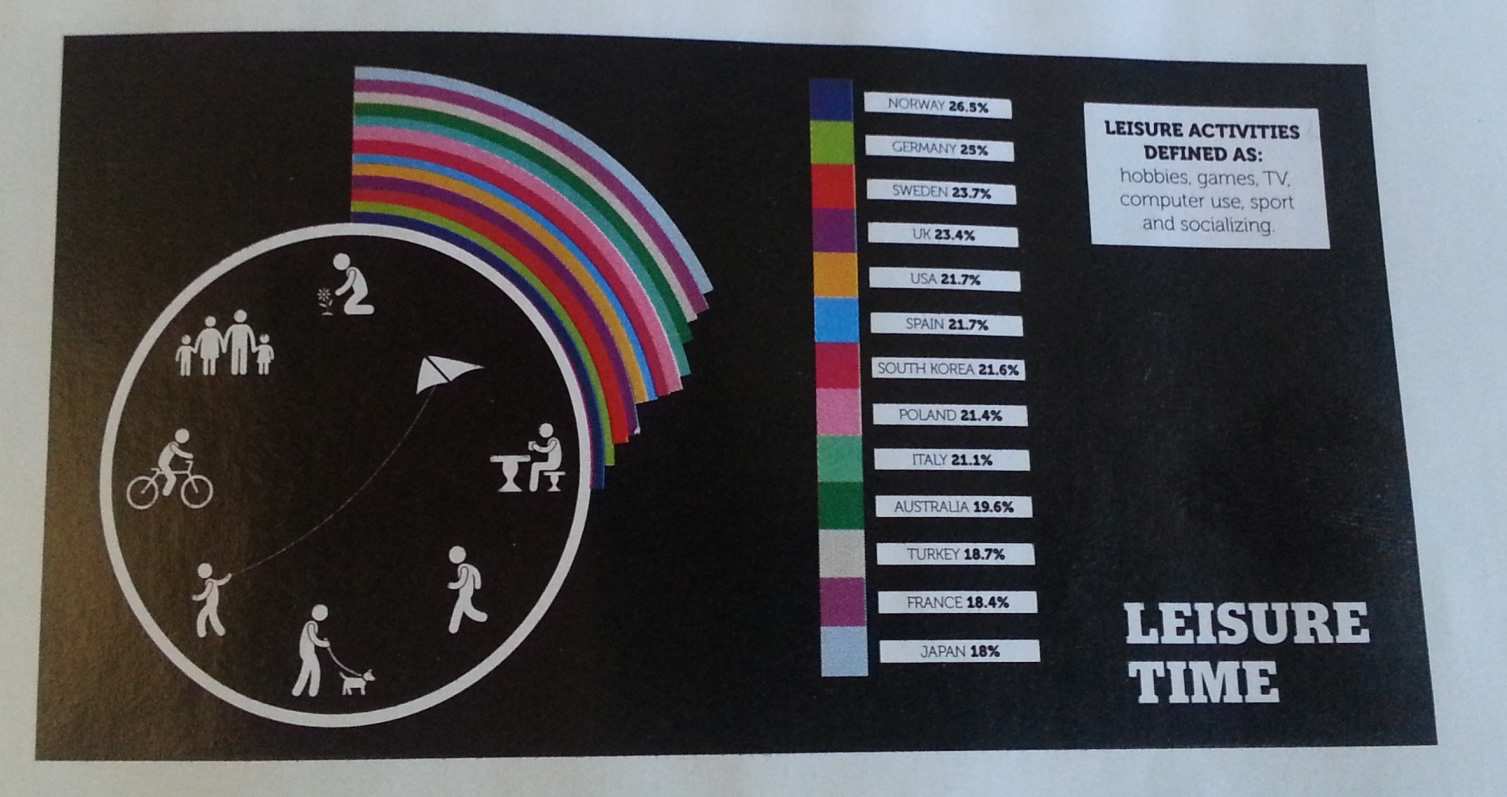 NORWAY 26.5%
GERMANY 25%
SWEDEN 23.7%
UK 23.4%
USA 21.7%
SPAIN 21.7%
SOUTH KOREA 21.6%
POLAND 21.4%
ITALY 21.1%
AUSTRALIA 19.6%
TURKEY 18.7%
FRANCE 18.4%
JAPAN 18%
LEISURE ACTIVITIES
DEFINED AS:
hobbies, games, TV,
computer use, sport
and socializing.
LEISURE
TIME